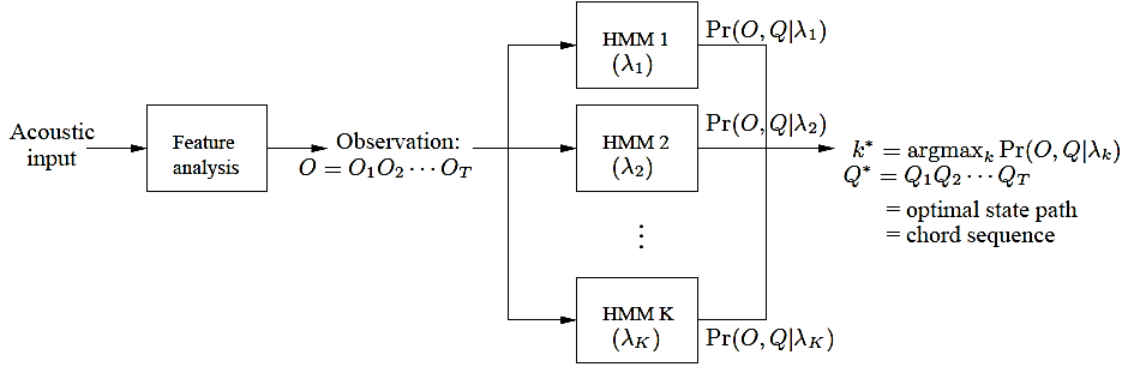 Acoustic
input
Feature
analysis
Observation:
O = O₁O₂ ⋯ O_T
HMM 1
(λ₁)
Pr(O, Q|λ₁)
HMM 2
(λ₂)
Pr(O, Q|λ₂)
⋮
HMM K
(λ_K)
Pr(O, Q|λ_K)
k* = argmax_k Pr(O, Q|λ_k)
Q* = Q₁Q₂ ⋯ Q_T
= optimal state path
= chord sequence